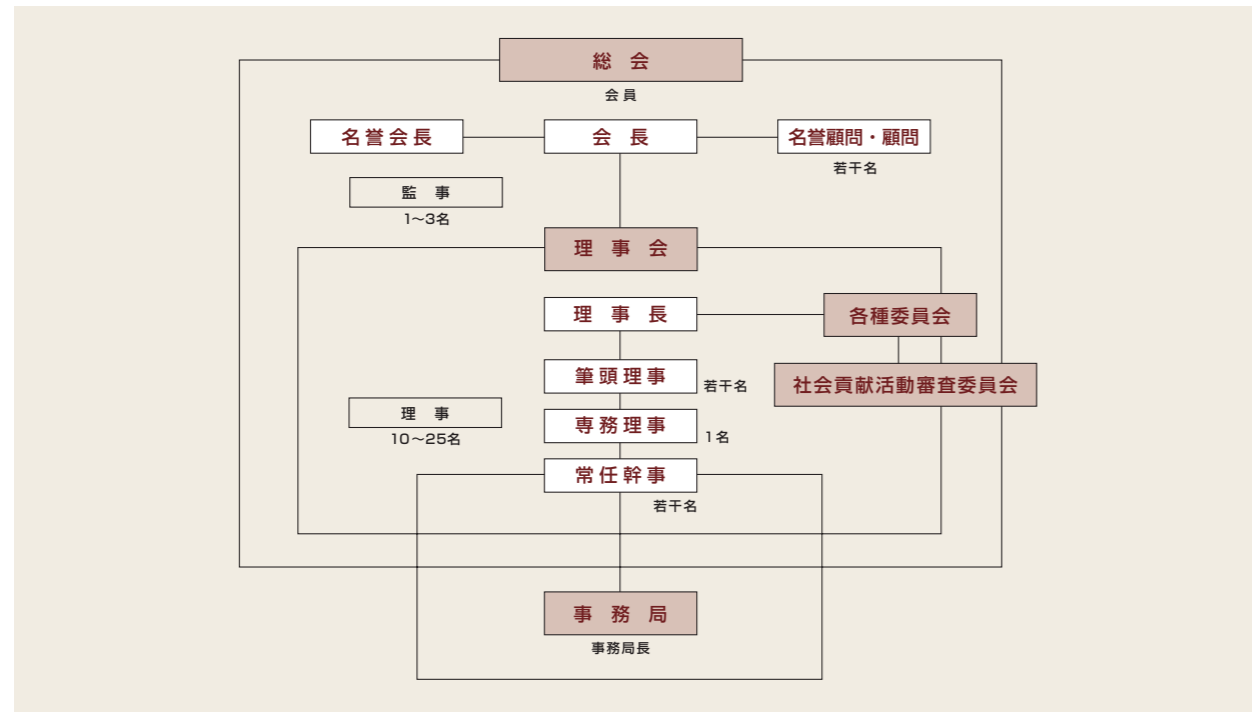 総会
会員
名誉会長
会長
名誉顧問・顧問
若干名
監事
1〜3名
理事会
理事長
各種委員会
筆頭理事
若干名
社会貢献活動審査委員会
理事
10〜25名
専務理事
1名
常任幹事
若干名
事務局
事務局長